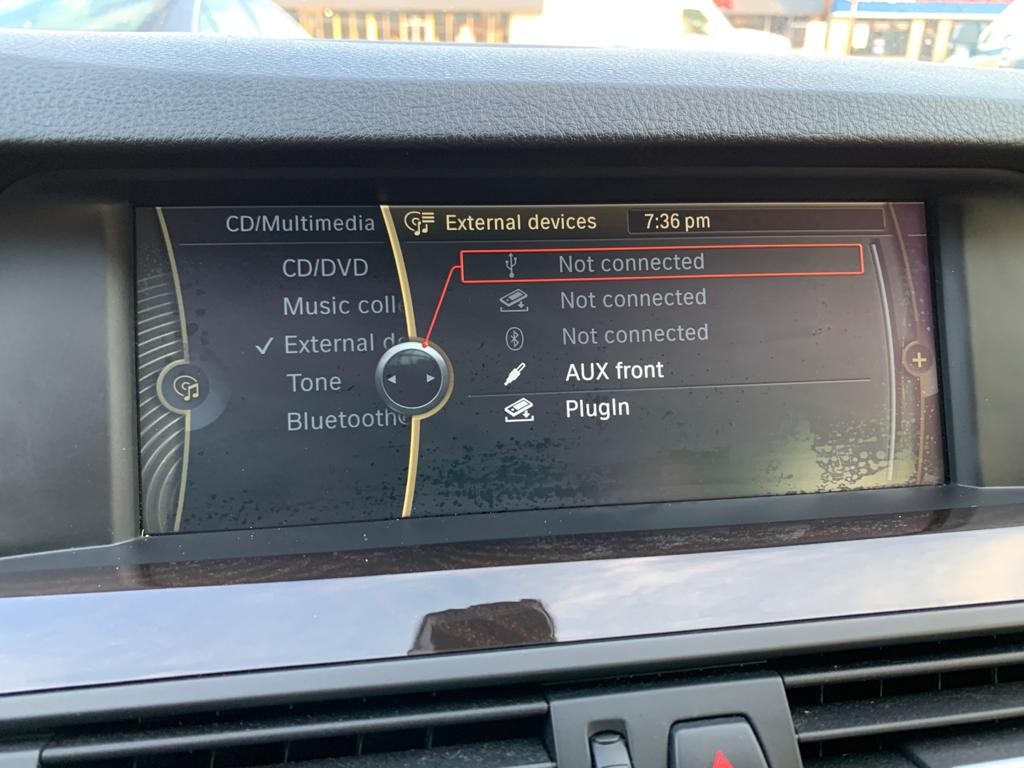 CD/Multimedia
External devices
7:36 pm
CD/DVD
Music coll
External d
Tone
Bluetooth
Not connected
Not connected
Not connected
AUX front
PlugIn
+